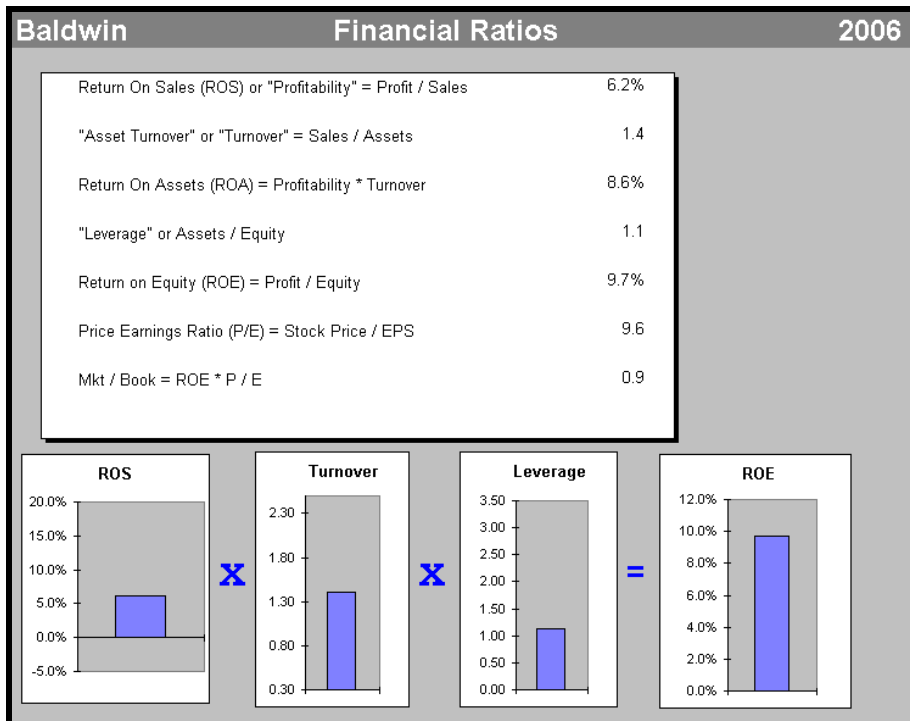 Baldwin Financial Ratios 2006
Return On Sales (ROS) or "Profitability" = Profit / Sales 6.2%
"Asset Turnover" or "Turnover" = Sales / Assets 1.4
Return On Assets (ROA) = Profitability * Turnover 8.6%
"Leverage" or Assets / Equity 1.1
Return on Equity (ROE) = Profit / Equity 9.7%
Price Earnings Ratio (P/E) = Stock Price / EPS 9.6
Mkt / Book = ROE * P / E 0.9
ROS
20.0%
15.0%
10.0%
5.0%
0.0%
-5.0%
x
Turnover
2.30
1.80
1.30
0.80
0.30
x
Leverage
3.50
3.00
2.50
2.00
1.50
1.00
0.50
0.00
=
ROE
12.0%
10.0%
8.0%
6.0%
4.0%
2.0%
0.0%